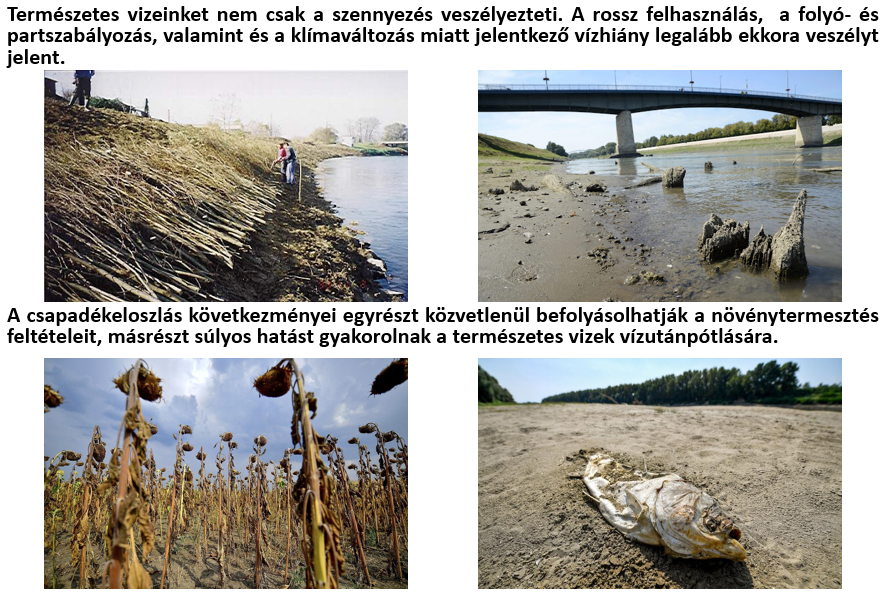 Természetes vizeinket nem csak a szennyezés veszélyezteti. A rossz felhasználás, a folyó- és
partszabályozás, valamint és a klímaváltozás miatt jelentkező vízhiány legalább ekkora veszélyt
jelent.
A csapadékeloszlás következményei egyrészt közvetlenül befolyásolhatják a növénytermesztés
feltételeit, másrészt súlyos hatást gyakorolnak a természetes vizek vízutánpótlására.